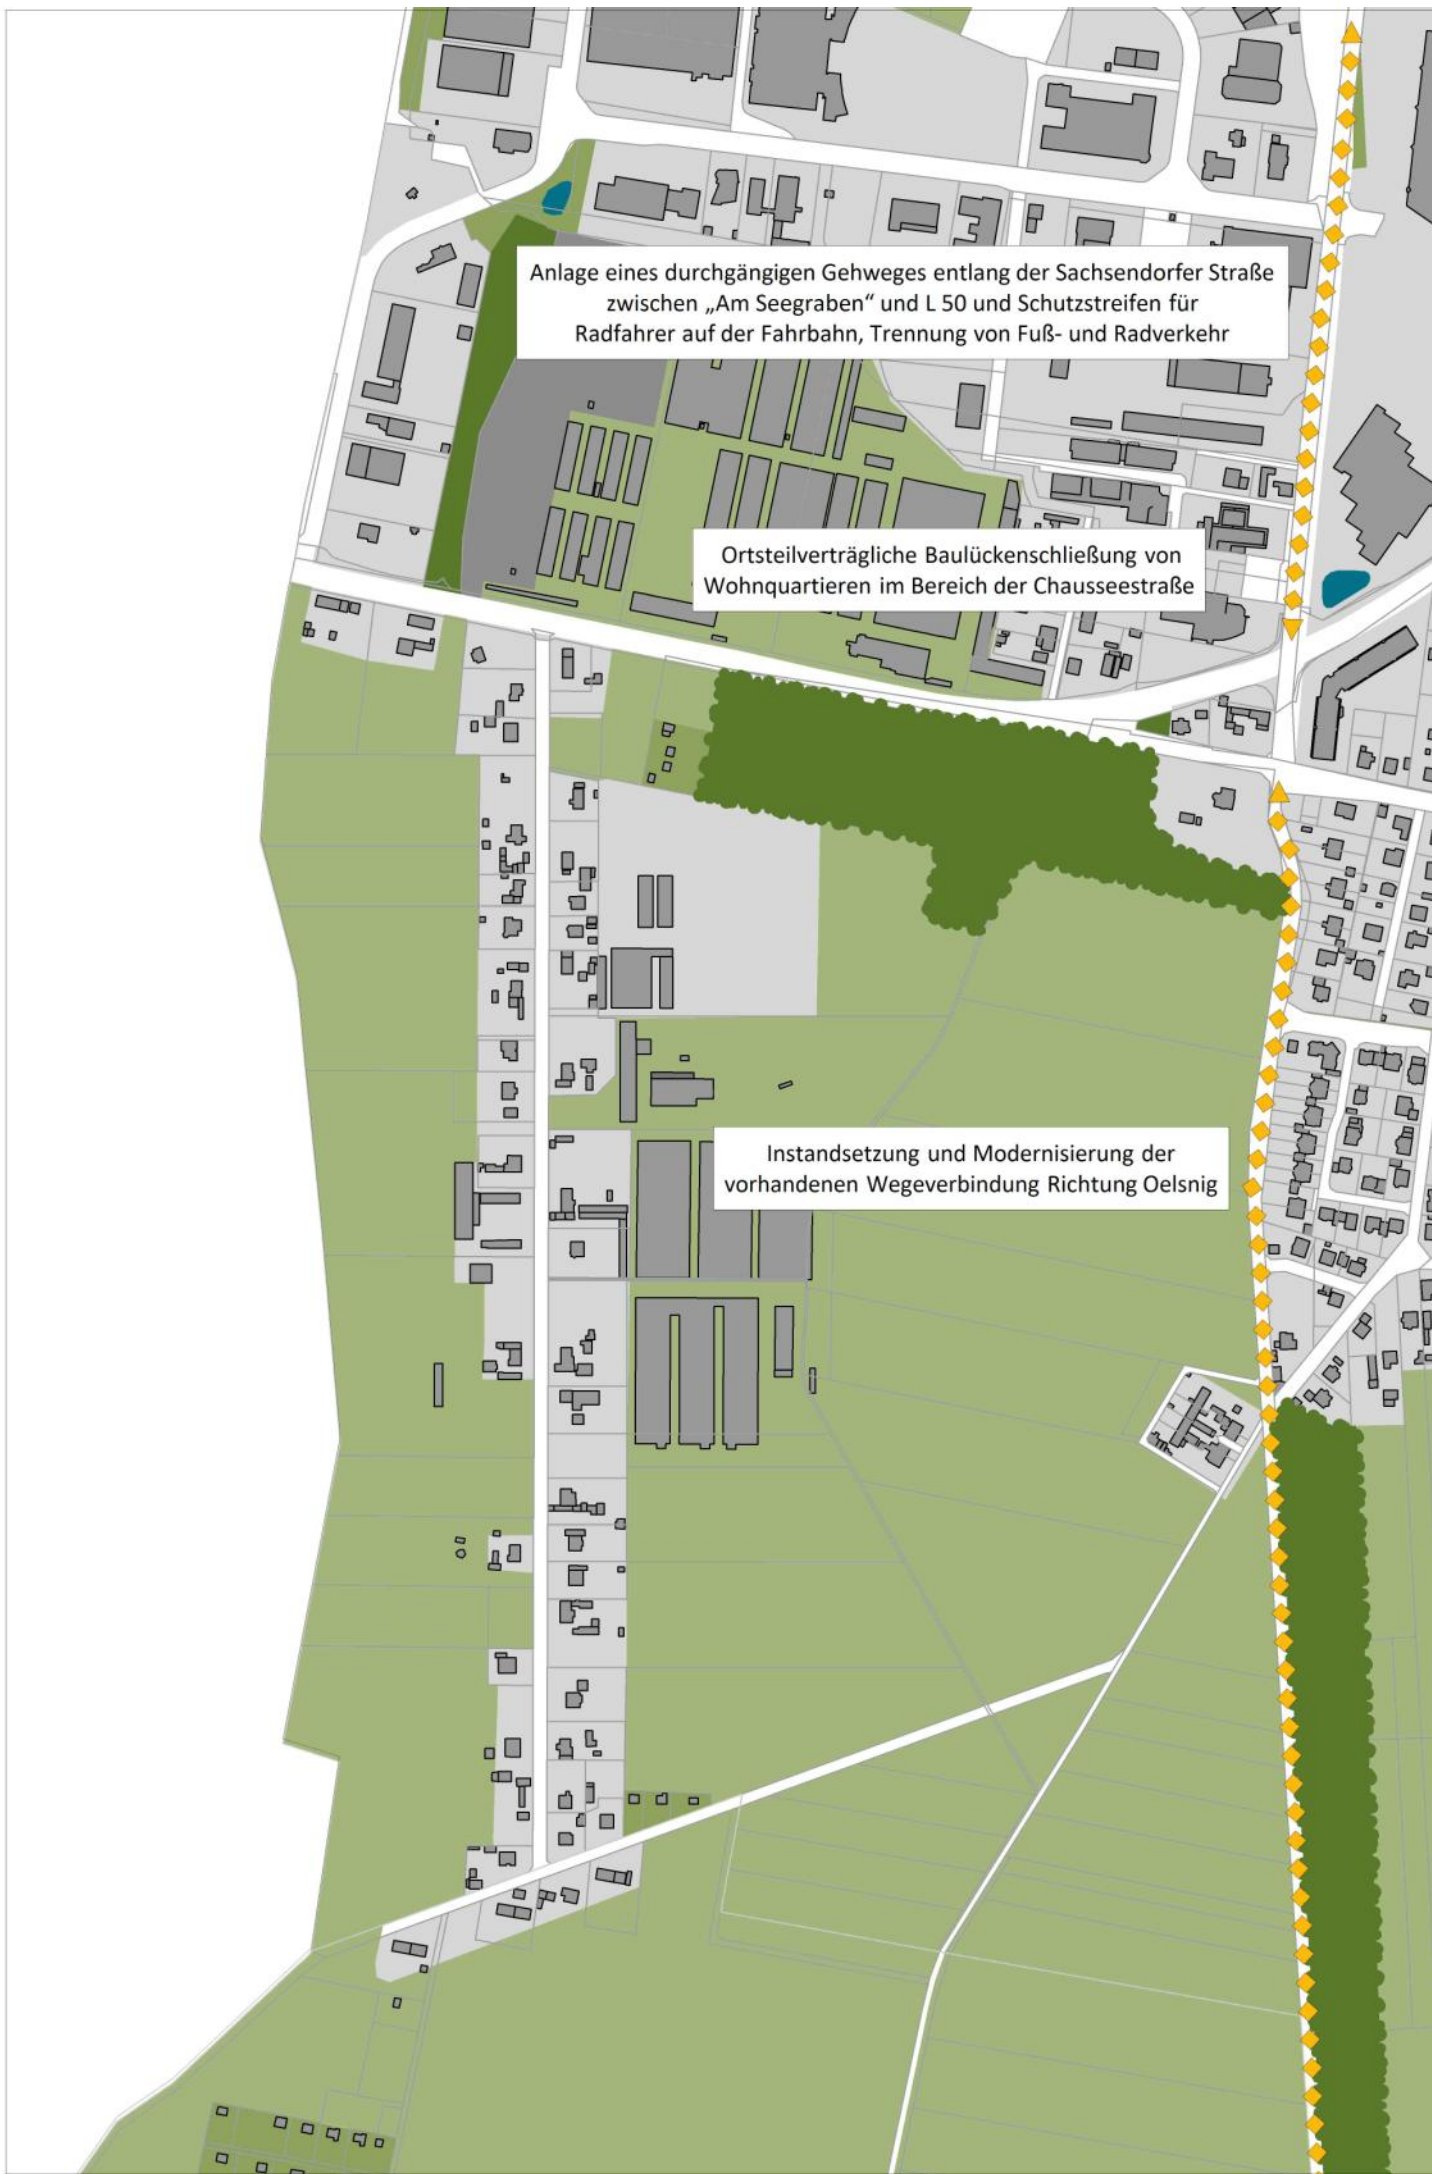 Anlage eines durchgängigen Gehweges entlang der Sachsendorfer Straße
zwischen „Am Seegraben“ und L 50 und Schutzstreifen für
Radfahrer auf der Fahrbahn, Trennung von Fuß- und Radverkehr
Ortsteilverträgliche Baulückenschließung von
Wohnquartieren im Bereich der Chausseestraße
Instandsetzung und Modernisierung der
vorhandenen Wegeverbindung Richtung Oelsnig